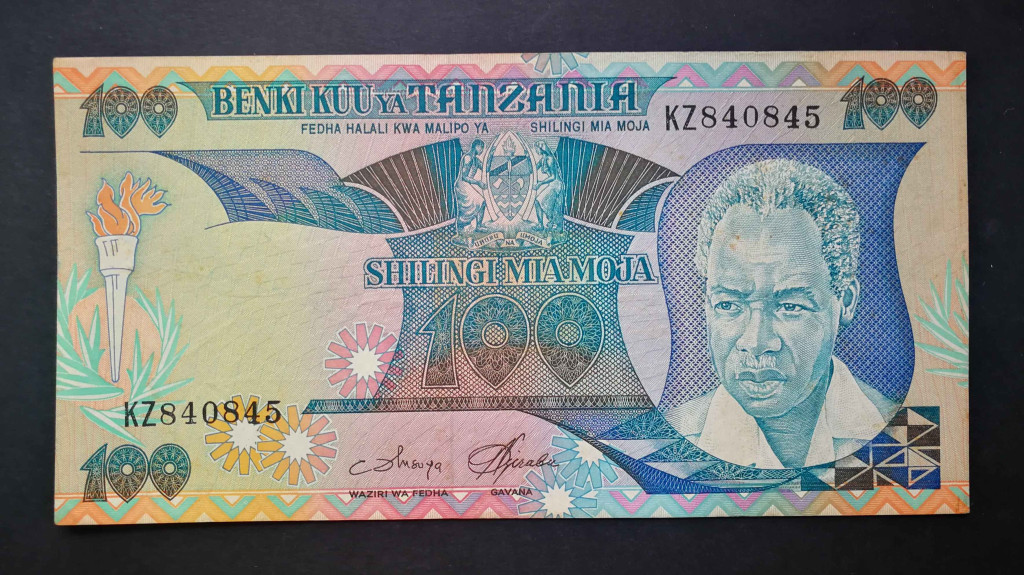 100 BENKI KUU YA TANZANIA 100
FEDHA HALALI KWA MALIPO YA SHILINGI MIA MOJA KZ840845
UHURU NA UMOJA
SHILINGI MIA MOJA
100
KZ840845
100
WAZIRI WA FEDHA GAVANA